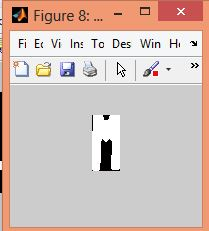 Figure 8: ...
Fi Ec Vi Ins To Des Win He